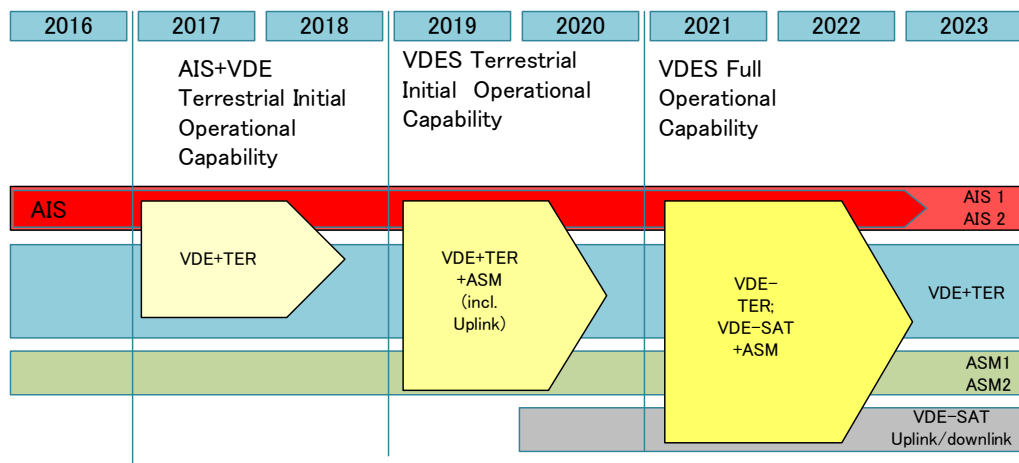 2016 2017 2018 2019 2020 2021 2022 2023
AIS+VDE
Terrestrial Initial
Operational
Capability
VDES Terrestrial
Initial Operational
Capability
VDES Full
Operational
Capability
AIS
AIS 1
AIS 2
VDE+TER
VDE+TER
+ASM
(incl.
Uplink)
VDE-
TER;
VDE-SAT
+ASM
VDE+TER
ASM1
ASM2
VDE-SAT
Uplink/downlink